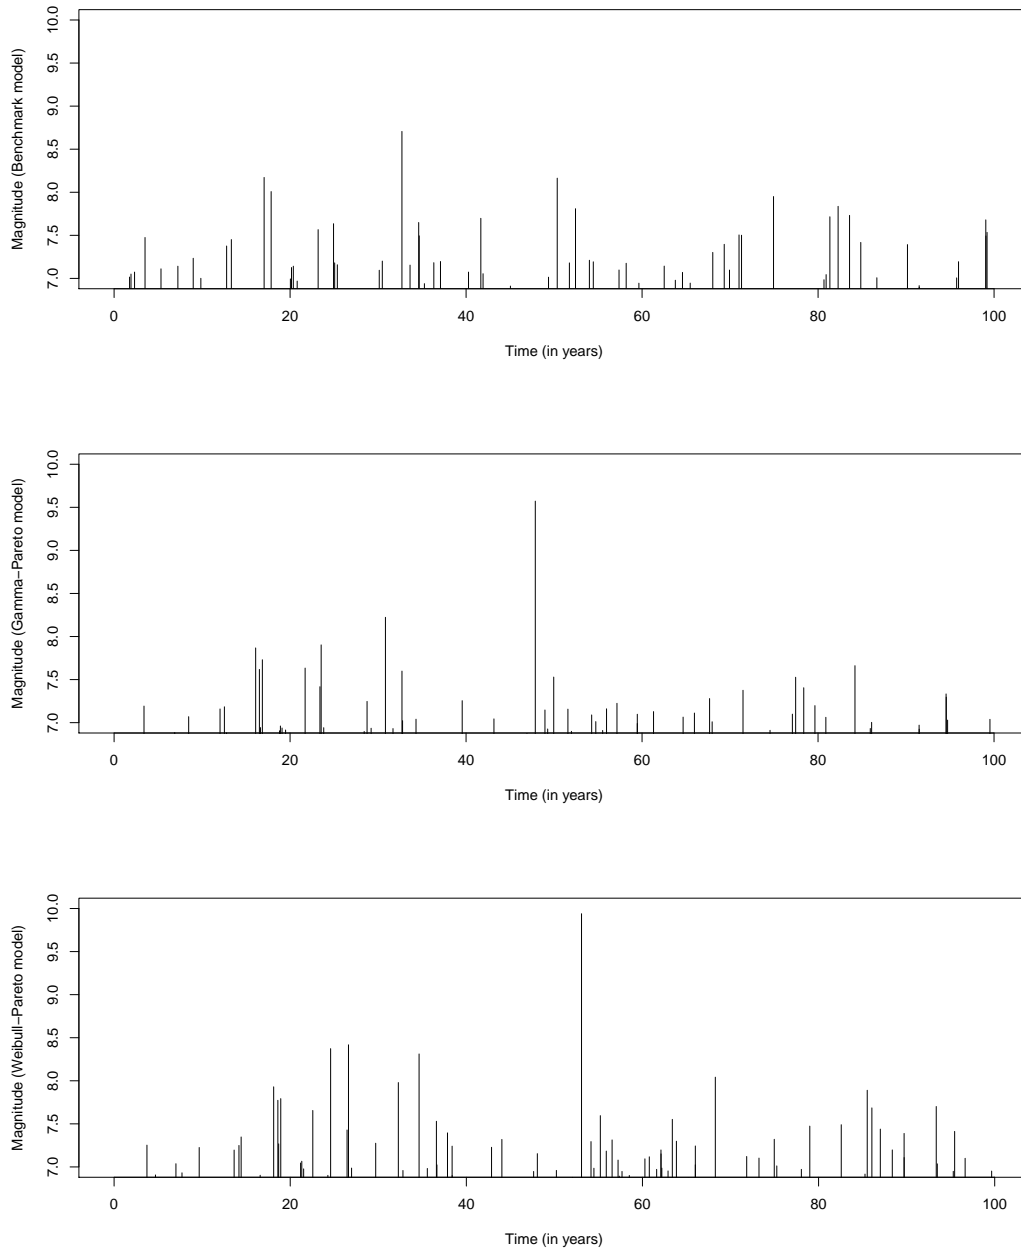 Magnitude (Benchmark model)
10.0
9.5
9.0
8.5
8.0
7.5
7.0
0 20 40 60 80 100
Time (in years)
Magnitude (Gamma−Pareto model)
10.0
9.5
9.0
8.5
8.0
7.5
7.0
0 20 40 60 80 100
Time (in years)
Magnitude (Weibull−Pareto model)
10.0
9.5
9.0
8.5
8.0
7.5
7.0
0 20 40 60 80 100
Time (in years)